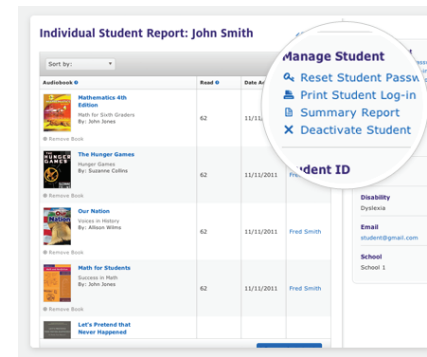 Individual Student Report: John Smith
Sort by:
Audiobook
Read
Date
Mathematics 4th
Edition
Math for Sixth Graders
By: John Jones
62
Remove Book
The Hunger Games
Hunger Games
By: Suzanne Collins
62
11/11/2011
Remove Book
Our Nation
Voices in History
By: Allison Wilms
62
11/11/2011
Fred Smith
Remove Book
Math for Students
Success in Math
By: John Jones
62
11/11/2011
Fred Smith
Remove Book
Let's Pretend that
Never Happened
Manage Student
Reset Student
Print Student Log-in
Summary Report
Deactivate Student
ID
Disability
Dyslexia
Email
student@gmail.com
School
School 1